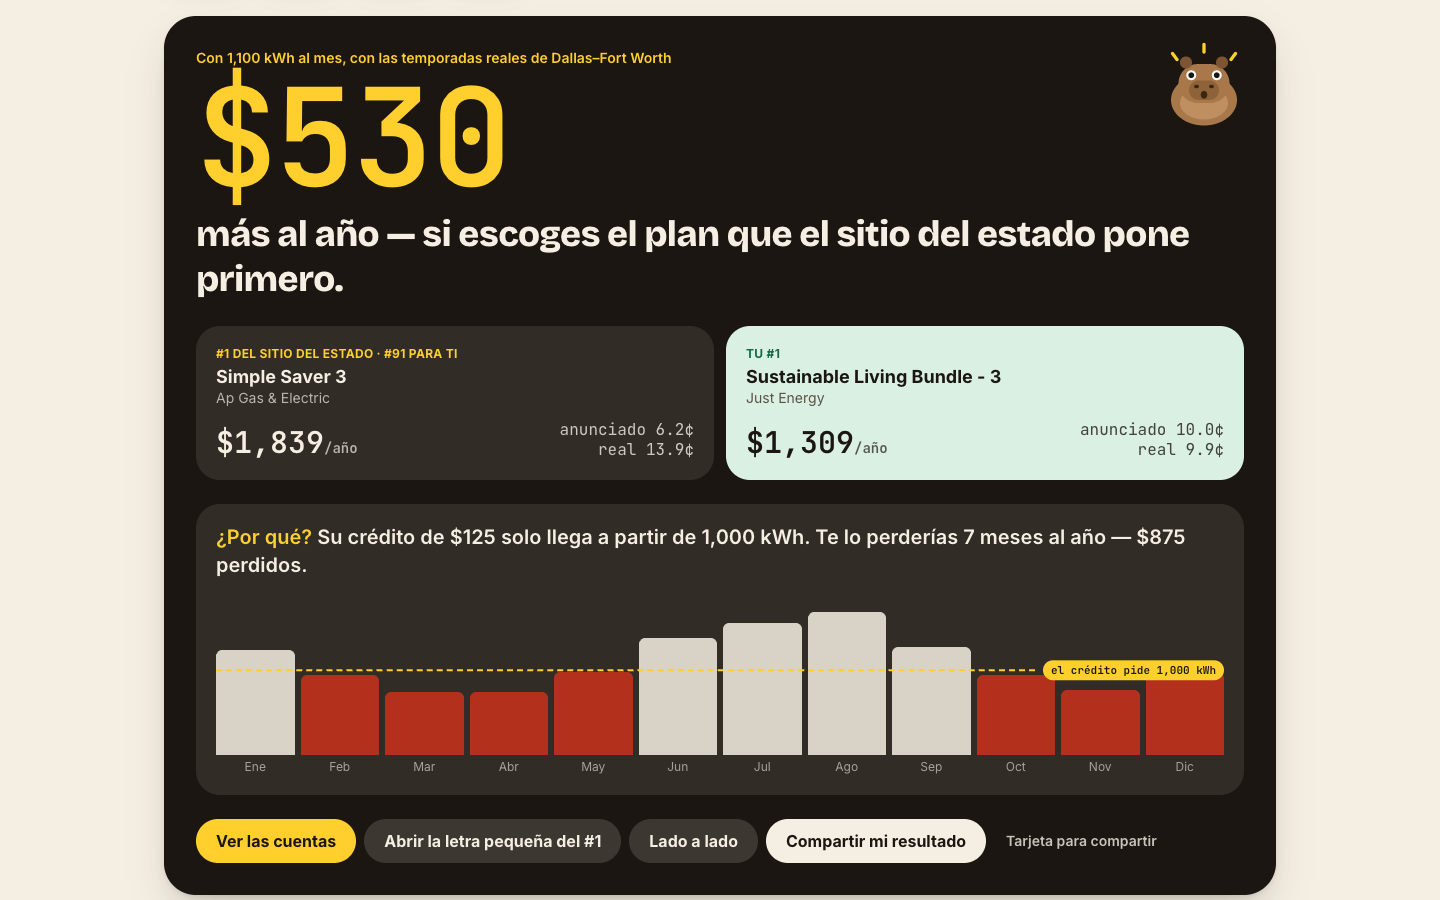 Con 1,100 kWh al mes, con las temporadas reales de Dallas–Fort Worth
$530
más al año — si escoges el plan que el sitio del estado pone
primero.
#1 DEL SITIO DEL ESTADO · #91 PARA TI
Simple Saver 3
Ap Gas & Electric
$1,839/año
anunciado 6.2¢
real 13.9¢
TU #1
Sustainable Living Bundle - 3
Just Energy
$1,309/año
anunciado 10.0¢
real 9.9¢
¿Por qué? Su crédito de $125 solo llega a partir de 1,000 kWh. Te lo perderías 7 meses al año — $875
perdidos.
el crédito pide 1,000 kWh
Ene Feb Mar Abr May Jun Jul Ago Sep Oct Nov Dic
Ver las cuentas Abrir la letra pequeña del #1 Lado a lado Compartir mi resultado Tarjeta para compartir